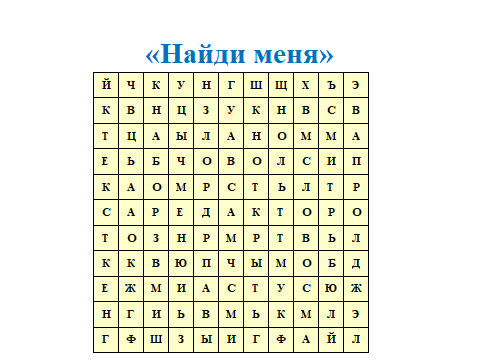 «Найди меня»
Й Ч К У Н Г Ш Щ Х Ъ Э
К В Н Ц З У К Н В С В
Т Ц А Ы Л А Н О М М А
Е Ь Б Ч О В О Л С И П
К А О М Р С Т Ь Л Т Р
С А Р Е Д А К Т О Р О
Т О З Н Р М Р Т В Ь Л
К К В Ю П Ч Ы М О Б Д
Е Ж М И А С Т У С Ю Ж
Н Г И Ь В М Ь К М Л Э
Г Ф Ш З Ы И Г Ф А Й Л